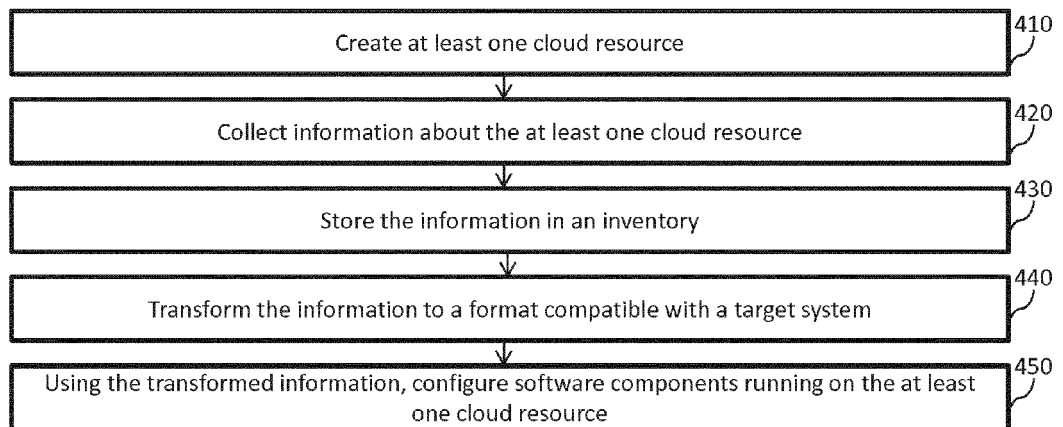 410
Create at least one cloud resource
420
Collect information about the at least one cloud resource
430
Store the information in an inventory
440
Transform the information to a format compatible with a target system
450
Using the transformed information, configure software components running on the at least
one cloud resource